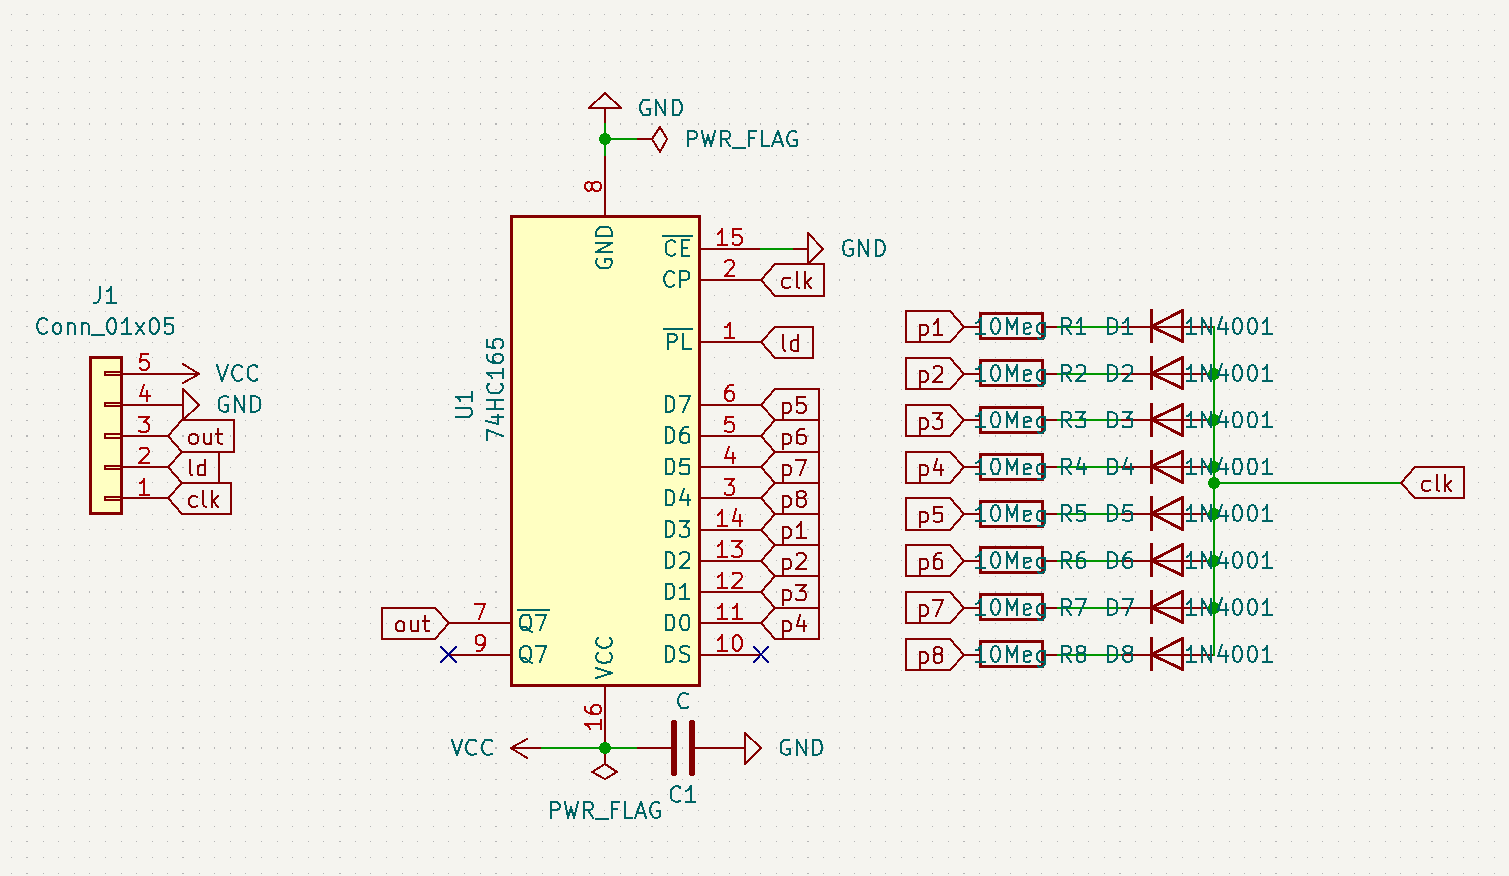 J1
Conn_01x05
5 VCC
4 GND
3 out
2 ld
1 clk
GND
PWR_FLAG
8
GND
U1
74HC165
CE 15 GND
CP 2 clk
PL 1 ld
D7 6 p5
D6 5 p6
D5 4 p7
D4 3 p8
D3 14 p1
D2 13 p2
D1 12 p3
D0 11 p4
DS 10
out 7 Q7
9 Q7
VCC
16
VCC
PWR_FLAG
C
C1
GND
p1 10Meg R1 D1 1N4001
p2 10Meg R2 D2 1N4001
p3 10Meg R3 D3 1N4001
p4 10Meg R4 D4 1N4001
p5 10Meg R5 D5 1N4001
p6 10Meg R6 D6 1N4001
p7 10Meg R7 D7 1N4001
p8 10Meg R8 D8 1N4001
clk